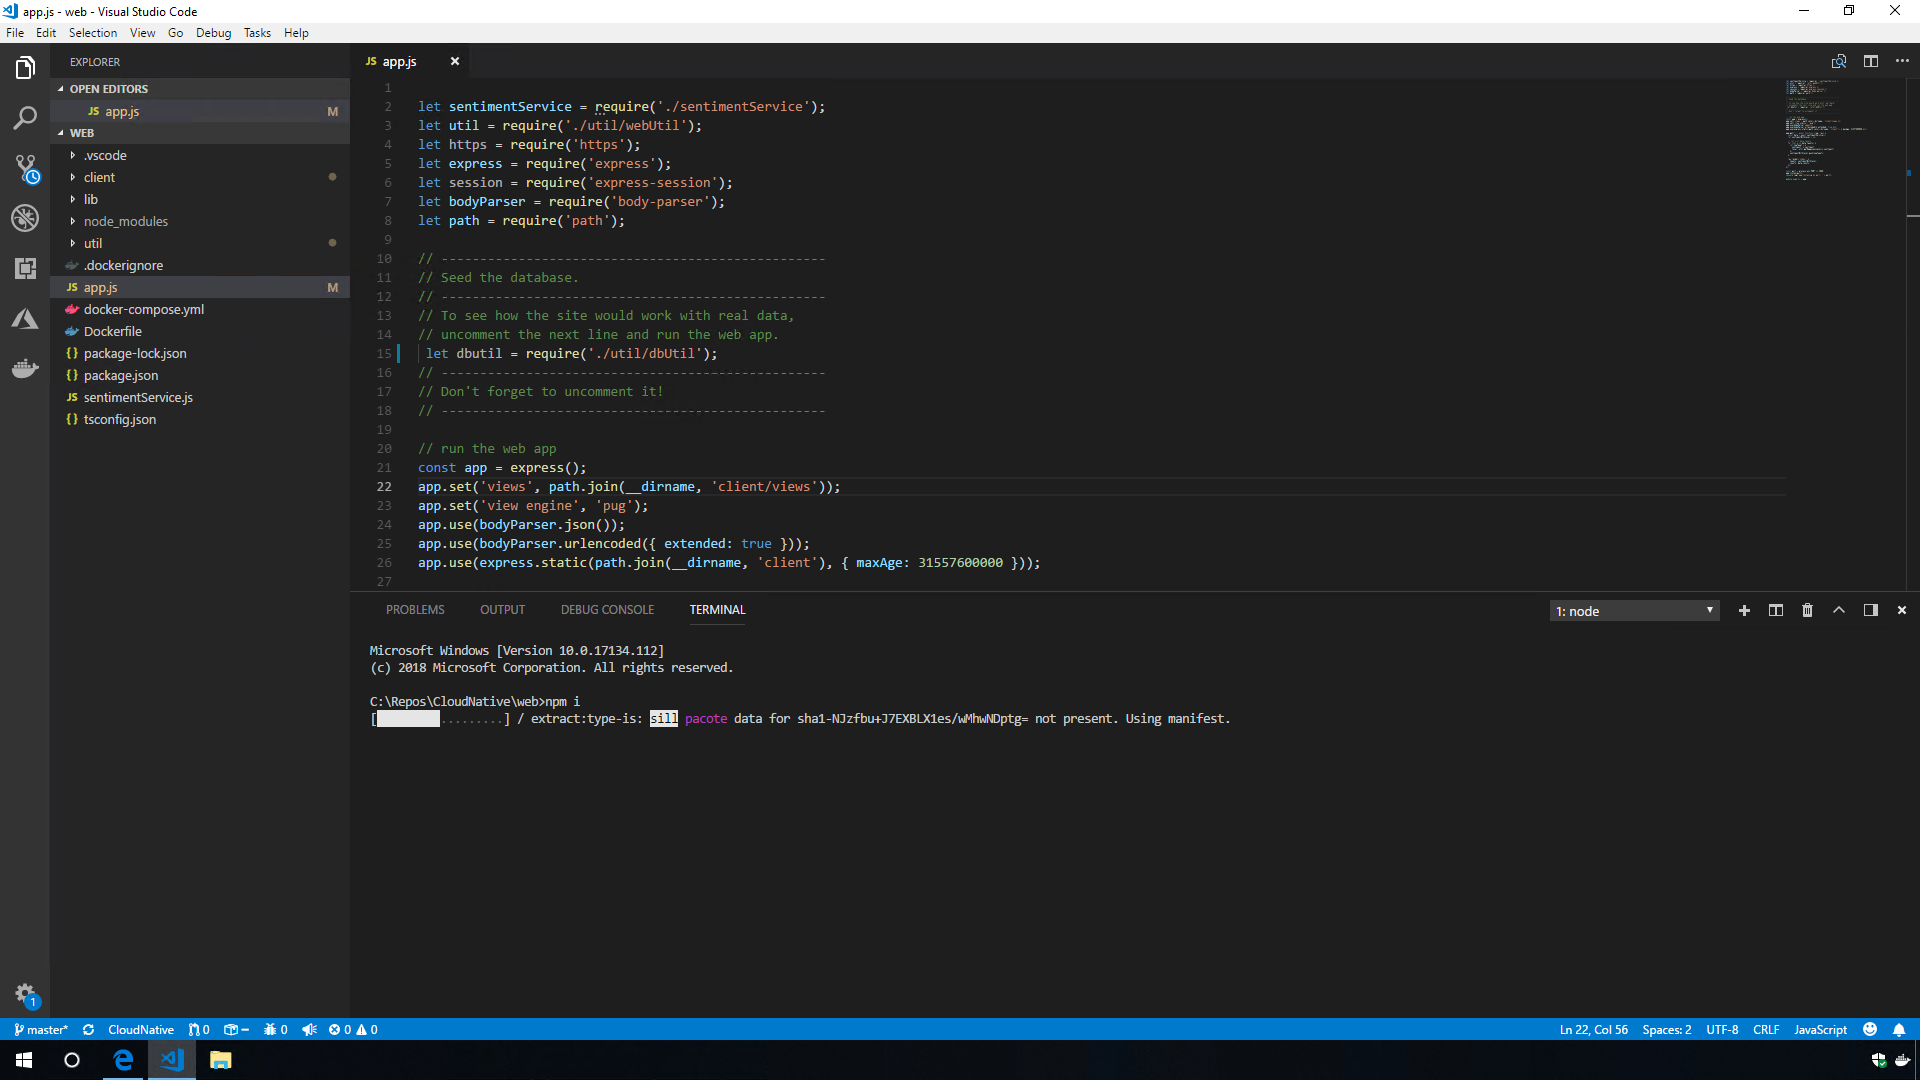 app.js - web - Visual Studio Code
File Edit Selection View Go Debug Tasks Help
EXPLORER
OPEN EDITORS
JS app.js M
WEB
.vscode
client
lib
node_modules
util
.dockerignore
JS app.js M
docker-compose.yml
Dockerfile
{} package-lock.json
{} package.json
JS sentimentService.js
{} tsconfig.json
1
JS app.js
1
2 let sentimentService = require('./sentimentService');
3 let util = require('./util/webUtil');
4 let https = require('https');
5 let express = require('express');
6 let session = require('express-session');
7 let bodyParser = require('body-parser');
8 let path = require('path');
9
10 // --------------------------------------------------
11 // Seed the database.
12 // --------------------------------------------------
13 // To see how the site would work with real data,
14 // uncomment the next line and run the web app.
15 let dbutil = require('./util/dbUtil');
16 // --------------------------------------------------
17 // Don't forget to uncomment it!
18 // --------------------------------------------------
19
20 // run the web app
21 const app = express();
22 app.set('views', path.join(__dirname, 'client/views'));
23 app.set('view engine', 'pug');
24 app.use(bodyParser.json());
25 app.use(bodyParser.urlencoded({ extended: true }));
26 app.use(express.static(path.join(__dirname, 'client'), { maxAge: 31557600000 }));
27
PROBLEMS OUTPUT DEBUG CONSOLE TERMINAL 1: node
Microsoft Windows [Version 10.0.17134.112]
(c) 2018 Microsoft Corporation. All rights reserved.
C:\Repos\CloudNative\web>npm i
[.........] / extract:type-is: sill pacote data for sha1-NJzfbu+J7EXBLX1es/wMhwNDptg= not present. Using manifest.
master* CloudNative 0 0 0 0 Ln 22, Col 56 Spaces: 2 UTF-8 CRLF JavaScript